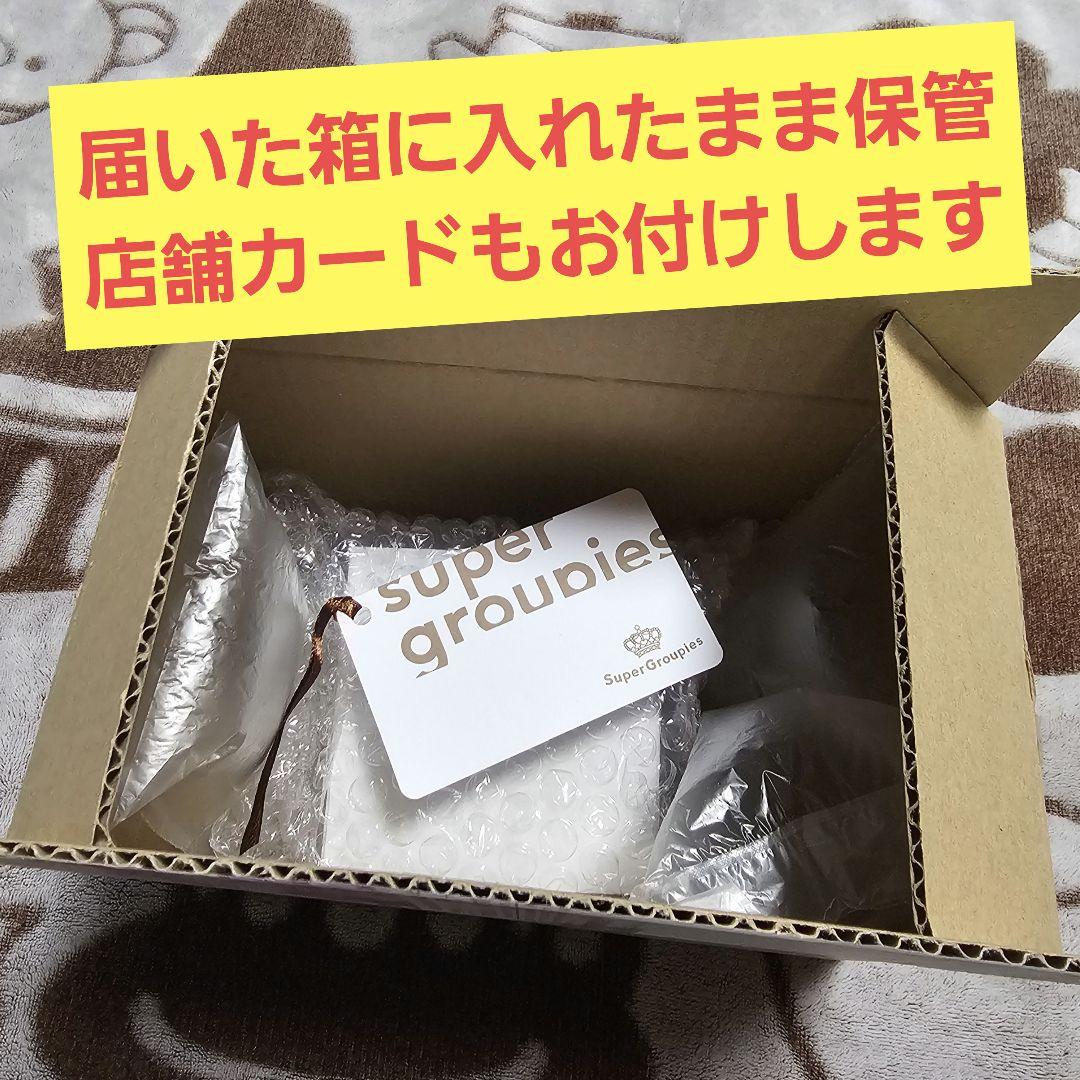 届いた箱に入れたまま保管
店舗カードもお付けします
super
groupies
SuperGroupies